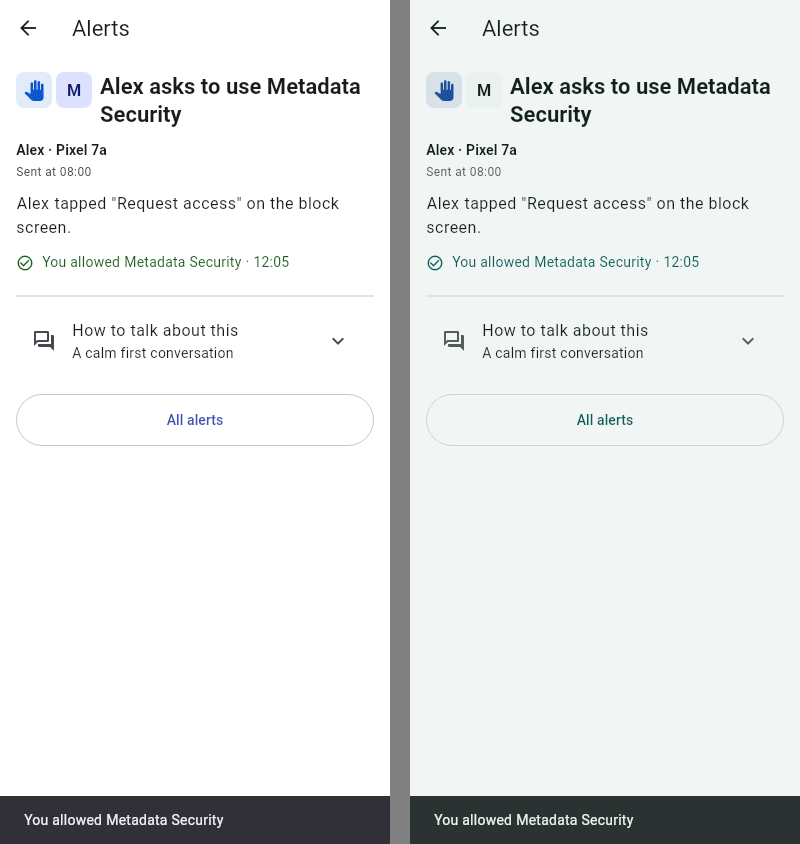 Alerts
M
Alex asks to use Metadata
Security
Alex · Pixel 7a
Sent at 08:00
Alex tapped "Request access" on the block
screen.
You allowed Metadata Security · 12:05
How to talk about this
A calm first conversation
All alerts
You allowed Metadata Security
Alerts
M
Alex asks to use Metadata
Security
Alex · Pixel 7a
Sent at 08:00
Alex tapped "Request access" on the block
screen.
You allowed Metadata Security · 12:05
How to talk about this
A calm first conversation
All alerts
You allowed Metadata Security